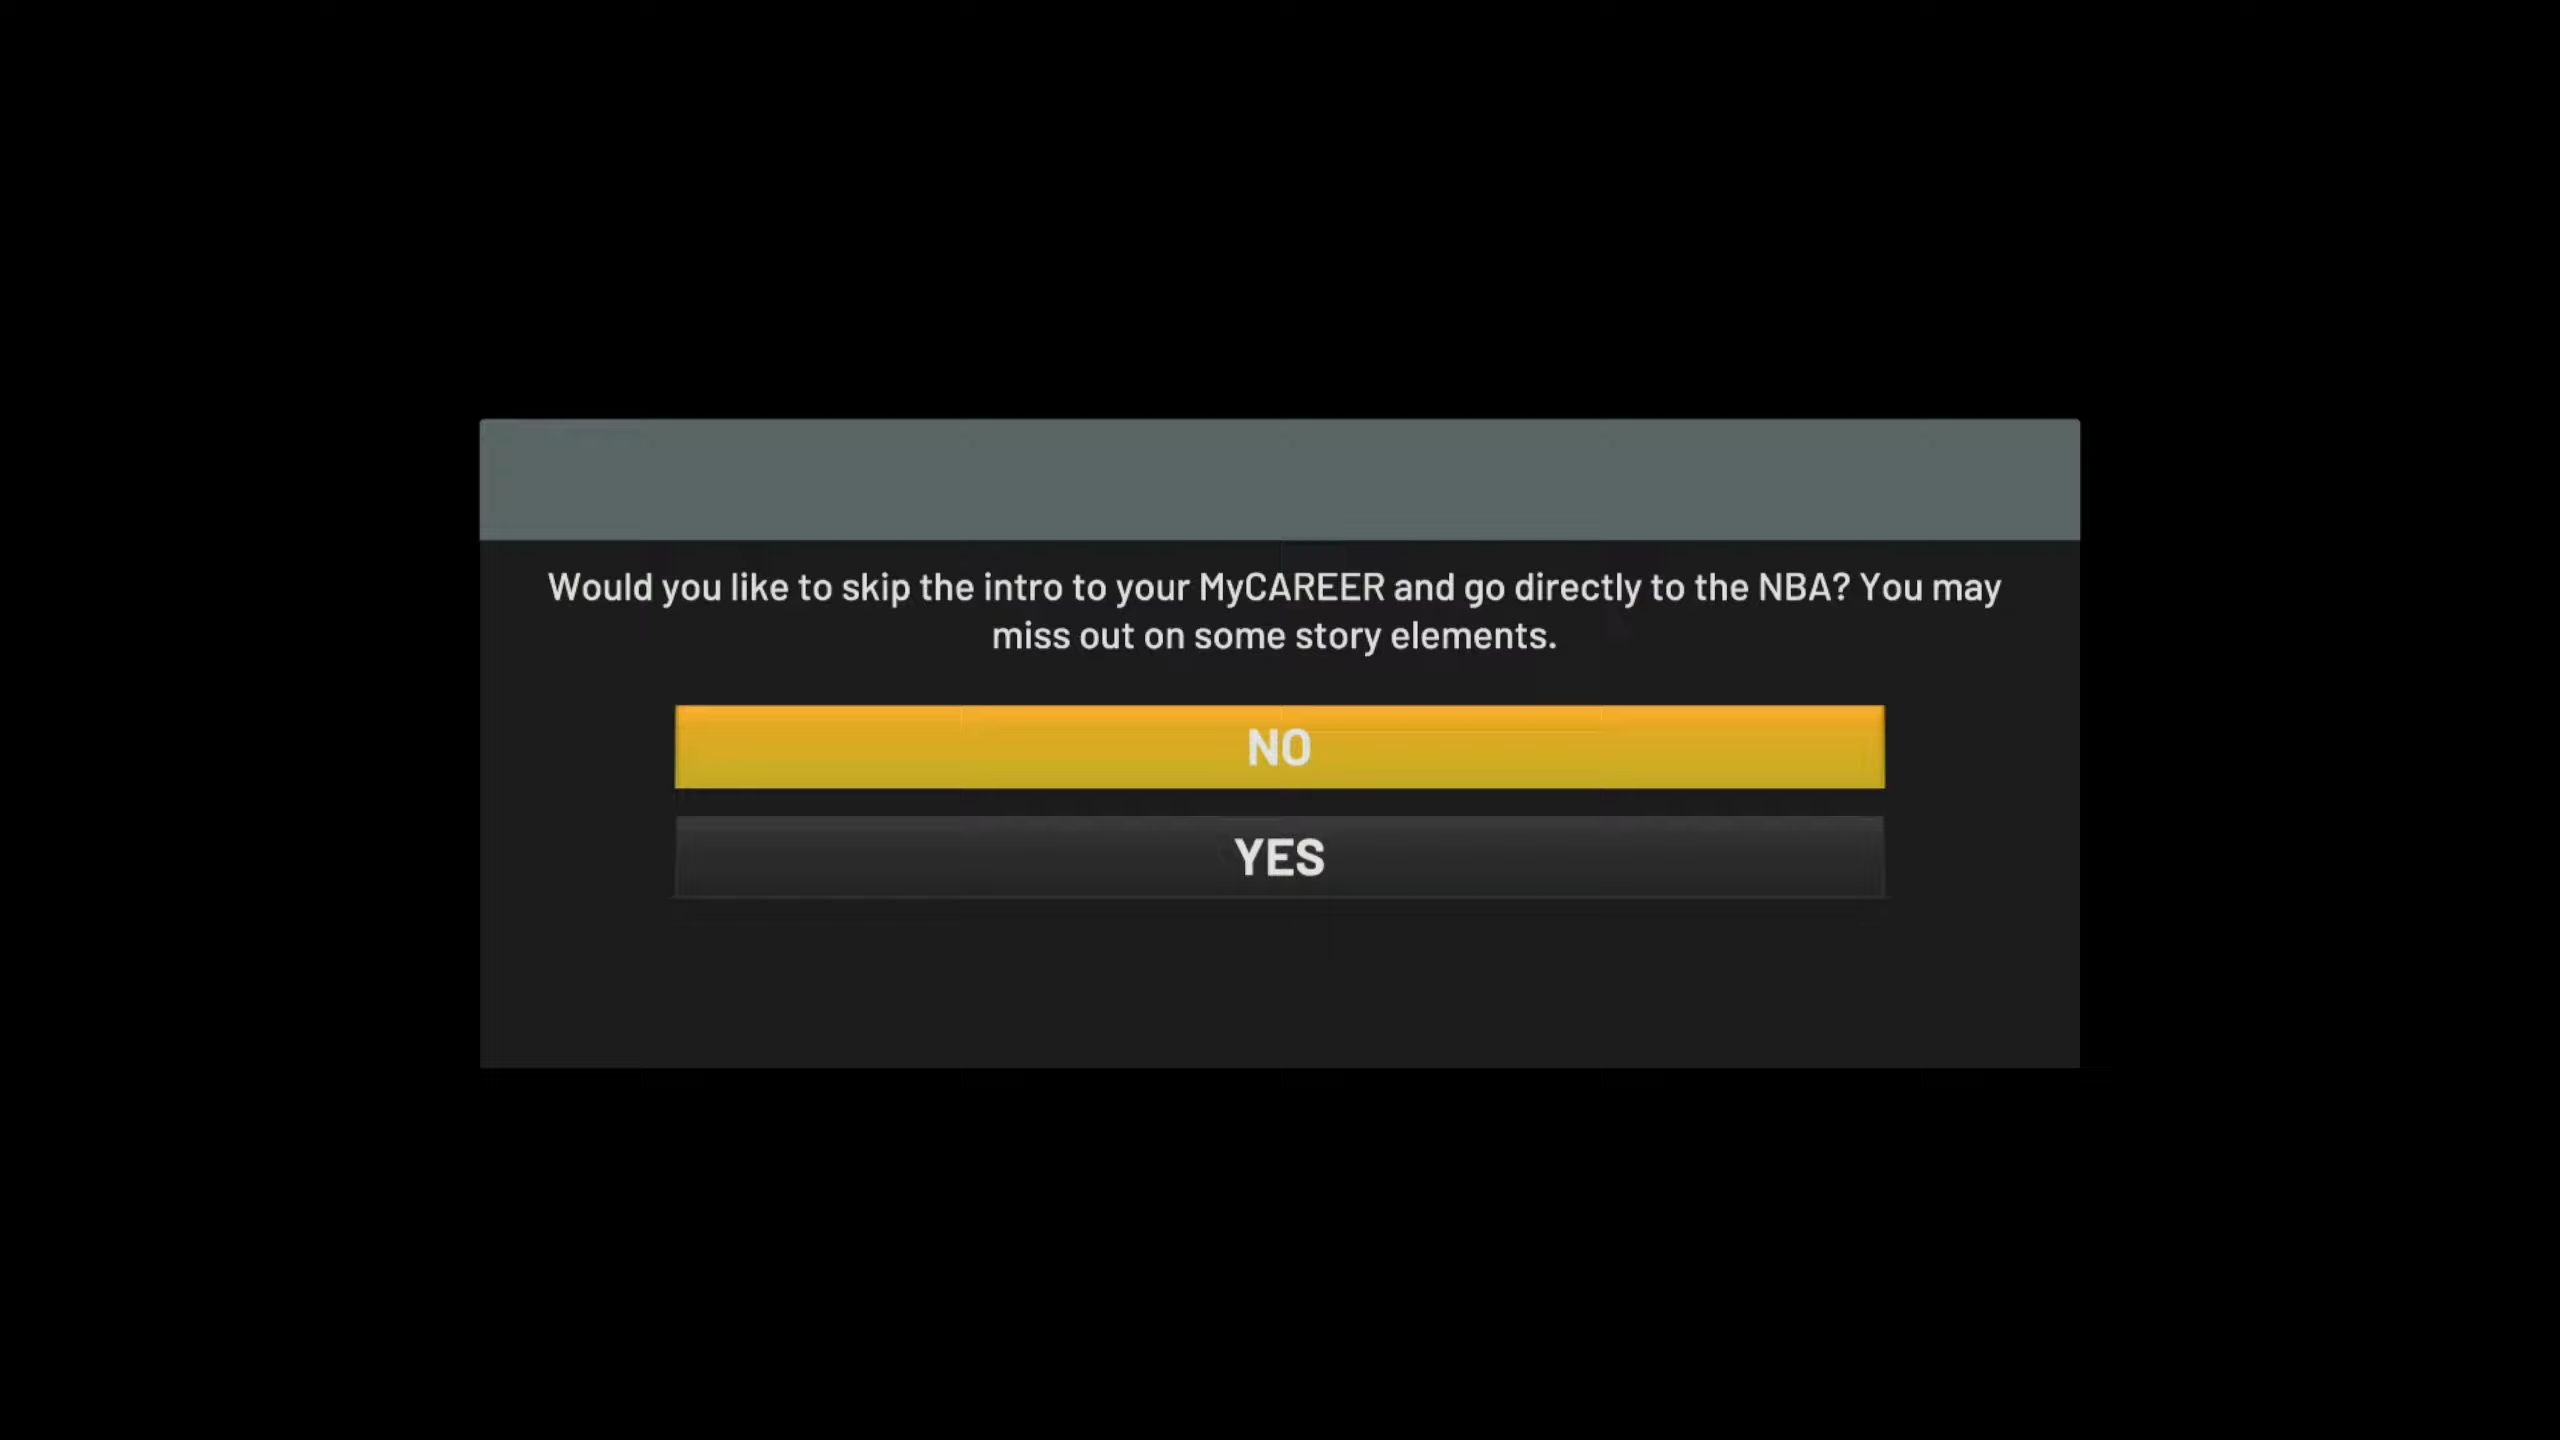 Would you like to skip the intro to your MyCAREER and go directly to the NBA? You may
miss out on some story elements.
NO
YES